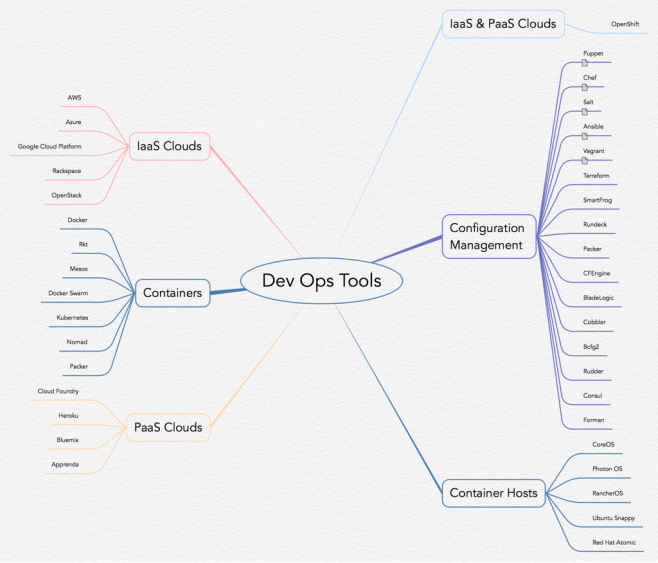 Dev Ops Tools
IaaS Clouds
AWS
Azure
Google Cloud Platform
Rackspace
OpenStack
Containers
Docker
Rkt
Mesos
Docker Swarm
Kubernetes
Nomad
Packer
PaaS Clouds
Cloud Foundry
Heroku
Bluemix
Apprenda
IaaS & PaaS Clouds
OpenShift
Configuration
Management
Puppet
Chef
Salt
Ansible
Vagrant
Terraform
SmartFrog
Rundeck
Packer
CFEngine
BladeLogic
Cobbler
Bcfg2
Rudder
Consul
Forman
Container Hosts
CoreOS
Photon OS
RancherOS
Ubuntu Snappy
Red Hat Atomic